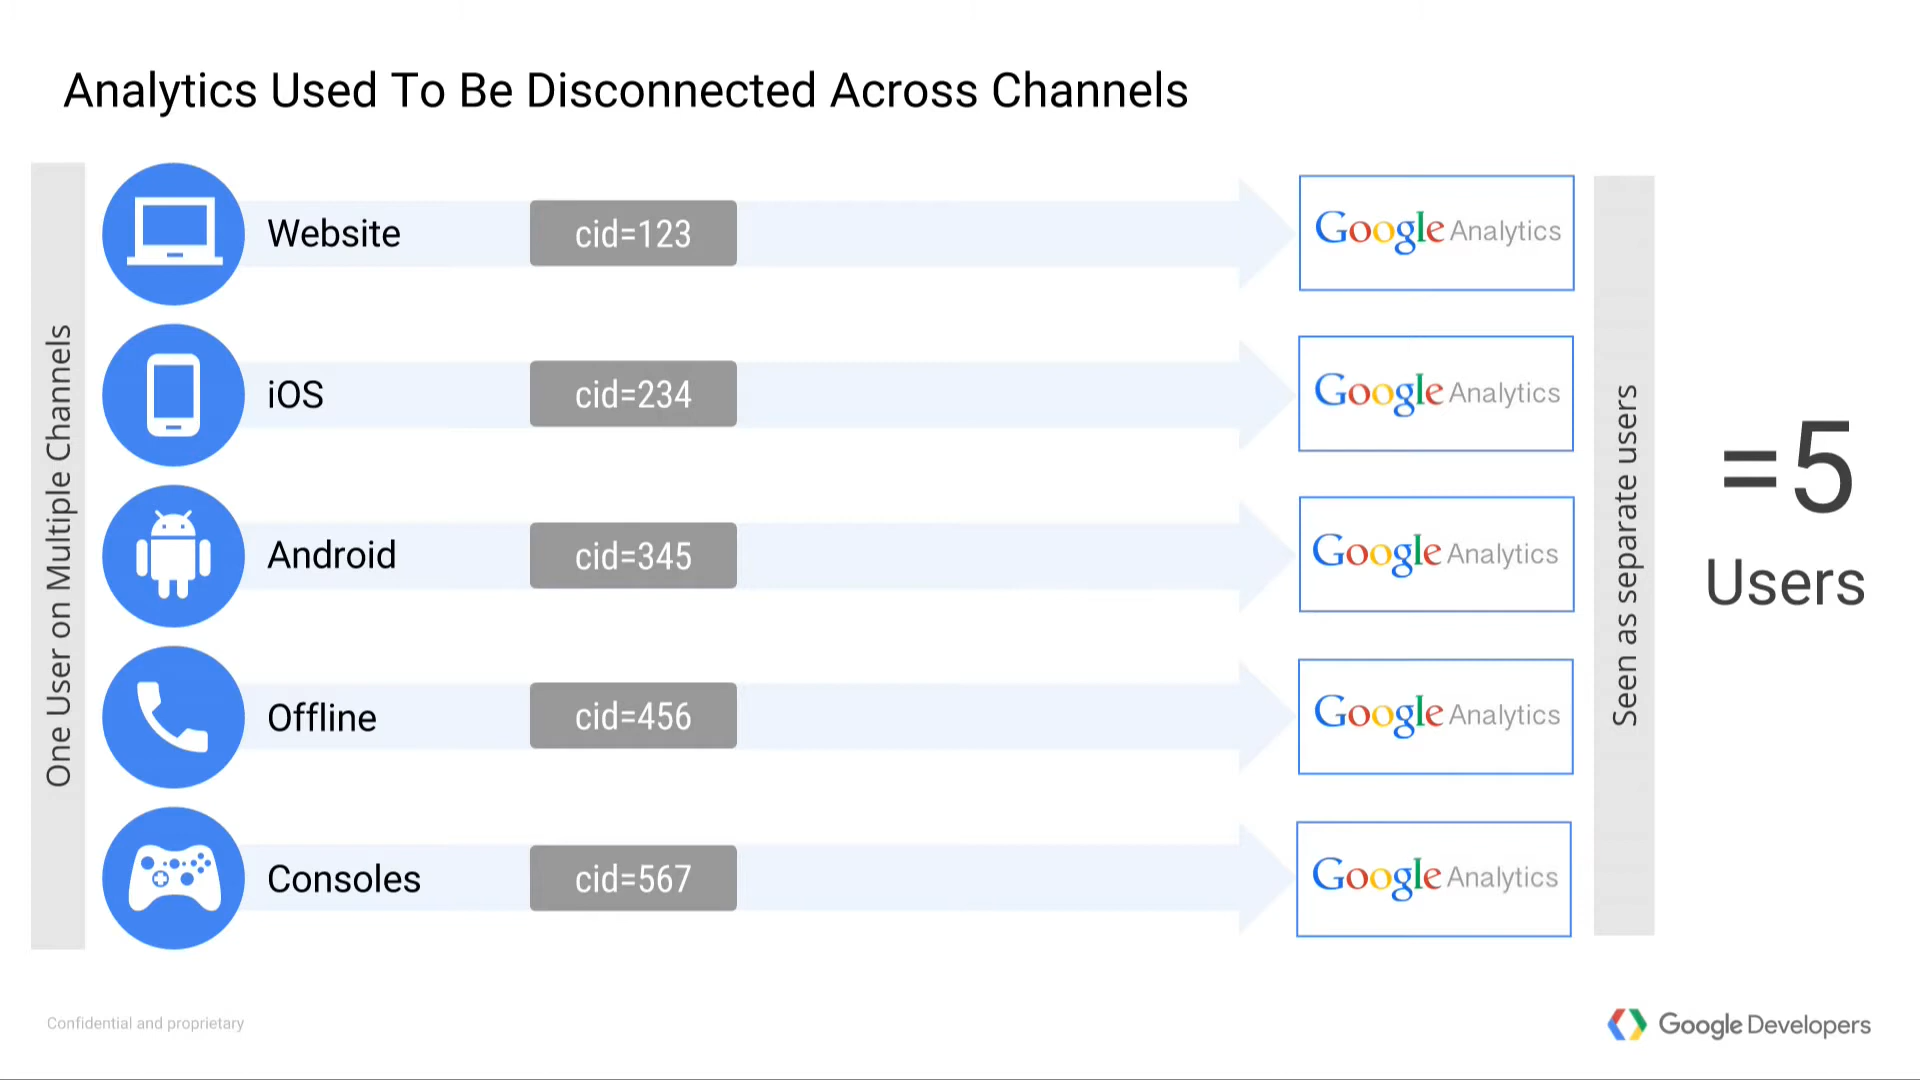 Analytics Used To Be Disconnected Across Channels
One User on Multiple Channels
Website
cid=123
Google Analytics
iOS
cid=234
Google Analytics
Android
cid=345
Google Analytics
Offline
cid=456
Google Analytics
Consoles
cid=567
Google Analytics
Seen as separate users
=5
Users
Confidential and proprietary
Google Developers